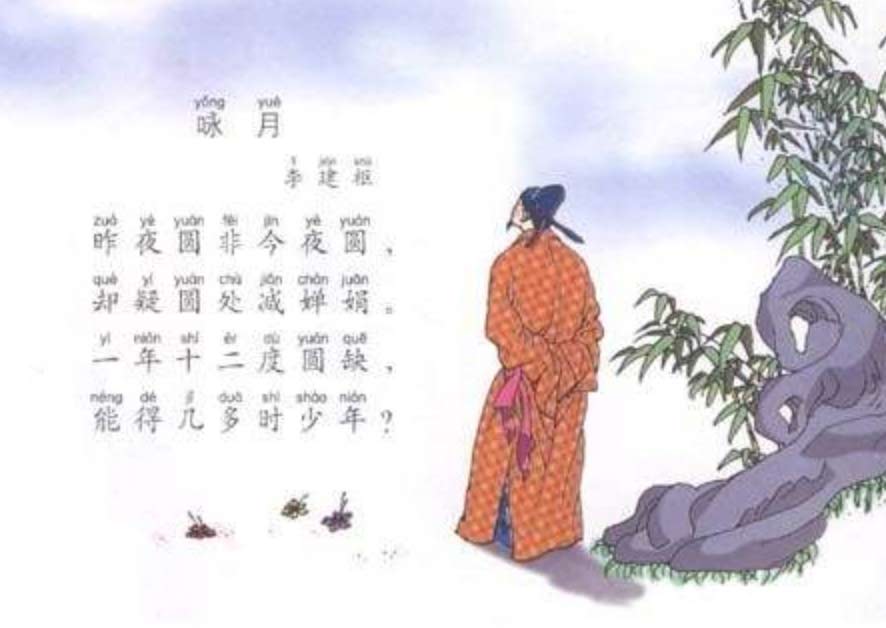 yǒng yuè
咏 月
lǐ jiàn shū
李 建 枢
zuó yè yuán fēi jīn yè yuán
昨 夜 圆 非 今 夜 圆 ，
què yí yuán chù jiǎn chán juān
却 疑 圆 处 减 婵 娟 。
yì nián shí èr dù yuán quē
一 年 十 二 度 圆 缺 ，
néng dé jǐ duō shí shào nián
能 得 几 多 时 少 年 ？